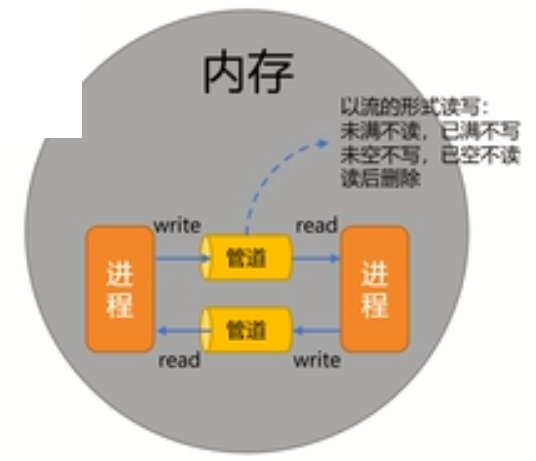 内存
以流的形式读写：
未满不读，已满不写
未空不写，已空不读
读后删除
write
read
进程
管道
进程
管道
read
write